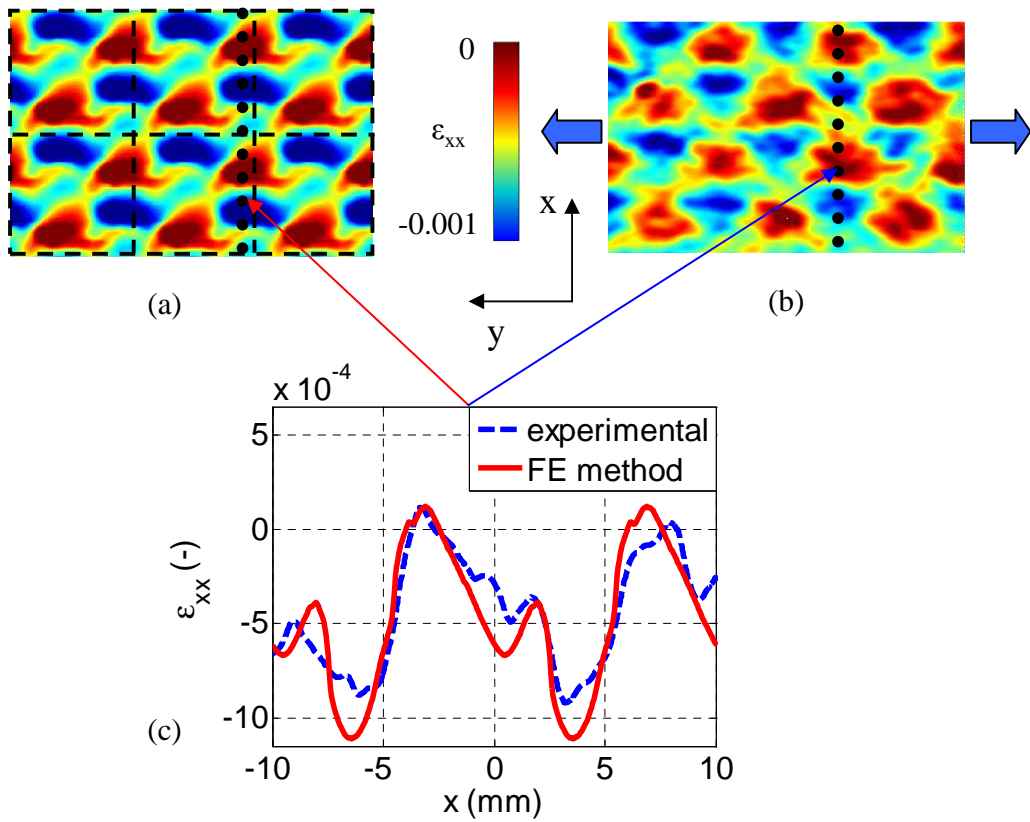 0
εxx
-0.001
x
y
(a)
(b)
x 10^-4
experimental
FE method
5
0
-5
-10
εxx (-)
(c)
-10 -5 0 5 10
x (mm)